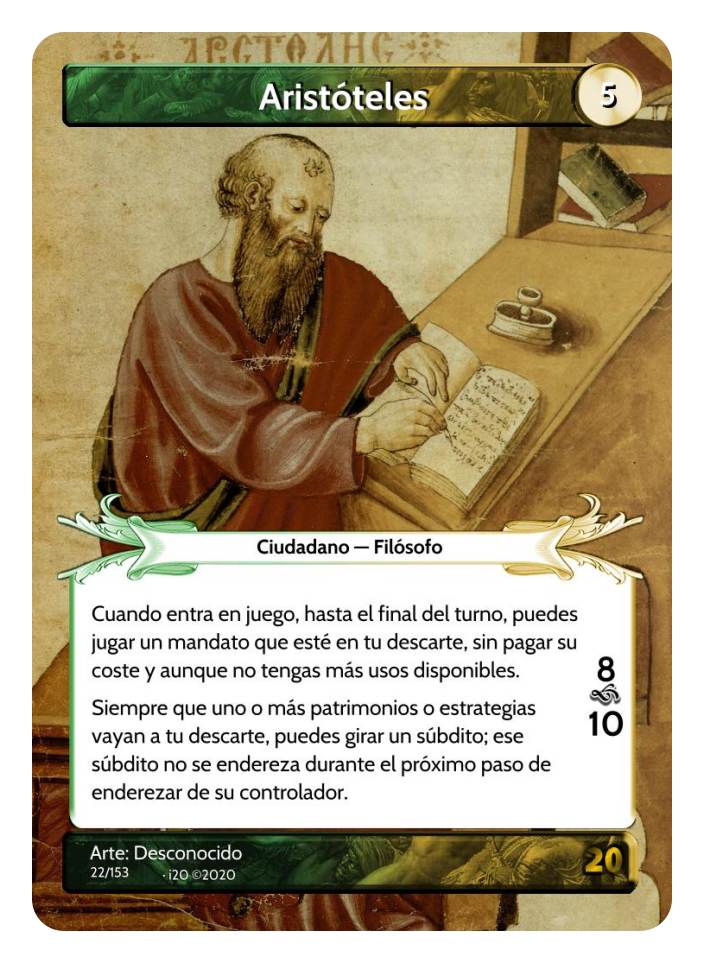 ΑΡΙΣΤΟΤΛΗϹ
Aristóteles
5
Ciudadano — Filósofo
Cuando entra en juego, hasta el final del turno, puedes
jugar un mandato que esté en tu descarte, sin pagar su
coste y aunque no tengas más usos disponibles.
8
Siempre que uno o más patrimonios o estrategias
10
vayan a tu descarte, puedes girar un súbdito; ese
súbdito no se endereza durante el próximo paso de
enderezar de su controlador.
Arte: Desconocido
22/153 · i20 ©2020
20